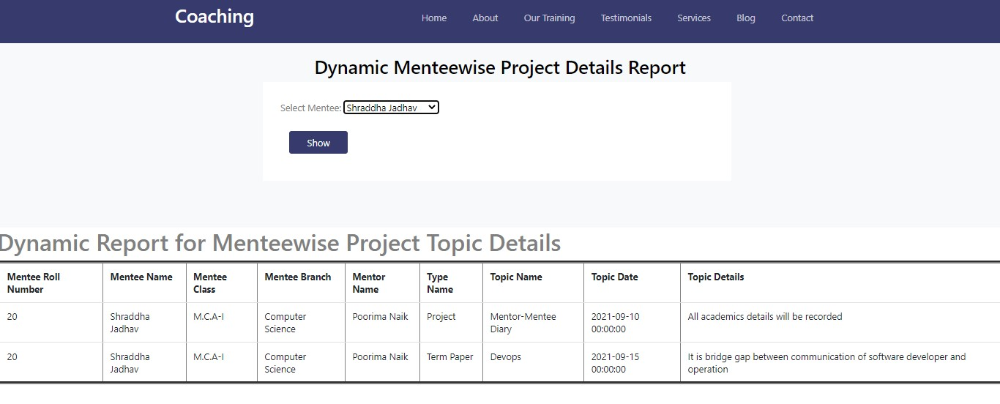 Coaching Home About Our Training Testimonials Services Blog Contact
Dynamic Menteewise Project Details Report
Select Mentee: Shraddha Jadhav
Show
Dynamic Report for Menteewise Project Topic Details
Mentee Roll Number Mentee Name Mentee Class Mentee Branch Mentor Name Type Name Topic Name Topic Date Topic Details
20 Shraddha Jadhav M.C.A-I Computer Science Poorima Naik Project Mentor-Mentee Diary 2021-09-10 00:00:00 All academics details will be recorded
20 Shraddha Jadhav M.C.A-I Computer Science Poorima Naik Term Paper Devops 2021-09-15 00:00:00 It is bridge gap between communication of software developer and operation